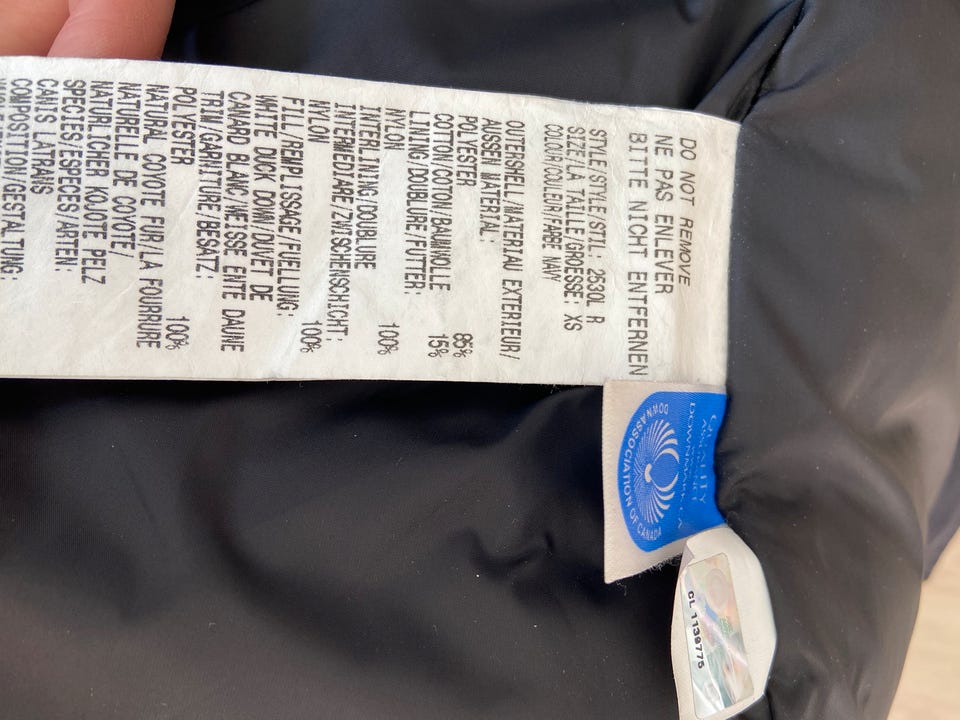 DO NOT REMOVE
NE PAS ENLEVER
BITTE NICHT ENTFERNEN
STYLE/STYLE/STIL: 2530L R
SIZE/LA TAILLE/GROESSE: XS
COLOUR/COULEUR/FARBE NAVY
OUTERSHELL/MATERIAU EXTERIEUR/
AUSSEN MATERIAL:
POLYESTER 85%
COTTON/COTON/BAUMWOLLE 15%
LINING/DOUBLURE/FUTTER:
NYLON 100%
INTERLINING/DOUBLURE
INTERMEDIARE/ZWISCHENSCHICHT:
NYLON 100%
FILL/REMPLISSAGE/FUELLUNG:
WHITE DUCK DOWN/DUVET DE
CANARD BLANC/WEISSE ENTE DAUNE
TRIM/GARNITURE/BESATZ:
POLYESTER 100%
NATURAL COYOTE FUR/LA FOURRURE
NATURELLE DE COYOTE/
NATURLICHER KOJOTE PELZ
SPECIES/ESPECES/ARTEN:
CANIS LATRANS
COMPOSITION/GESTALTUNG:
QUALITY
DOWNMARK
DOWN ASSOCIATION OF CANADA
CL 1139775